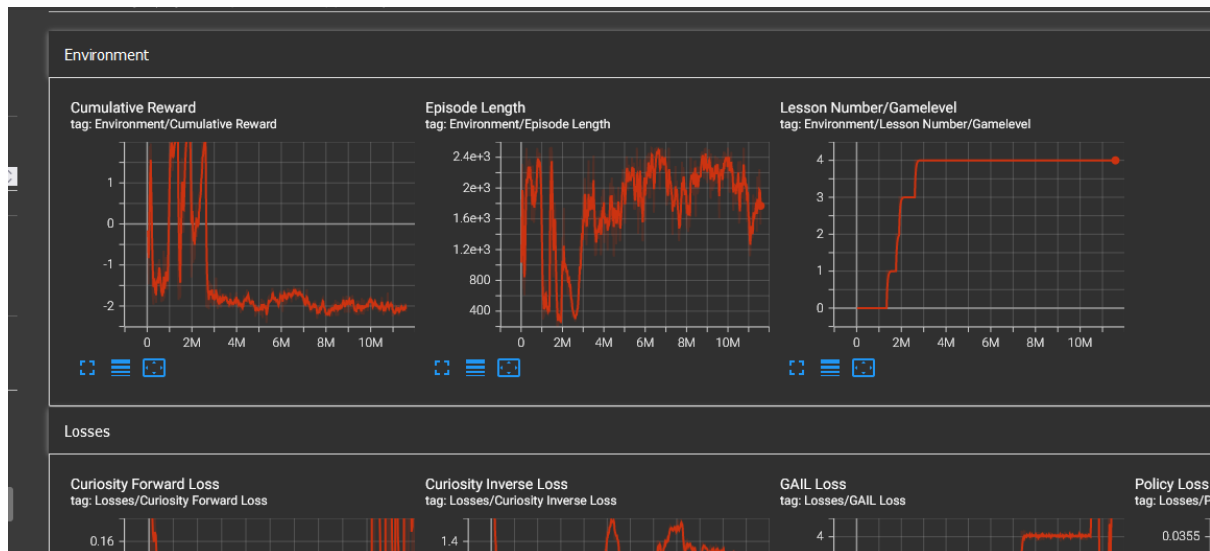 Environment
Cumulative Reward
tag: Environment/Cumulative Reward
1
0
-1
-2
0 2M 4M 6M 8M 10M
Episode Length
tag: Environment/Episode Length
2.4e+3
2e+3
1.6e+3
1.2e+3
800
400
0 2M 4M 6M 8M 10M
Lesson Number/Gamelevel
tag: Environment/Lesson Number/Gamelevel
4
3
2
1
0
0 2M 4M 6M 8M 10M
Losses
Curiosity Forward Loss
tag: Losses/Curiosity Forward Loss
0.16
Curiosity Inverse Loss
tag: Losses/Curiosity Inverse Loss
1.4
GAIL Loss
tag: Losses/GAIL Loss
4
Policy Loss
tag: Losses/P
0.0355